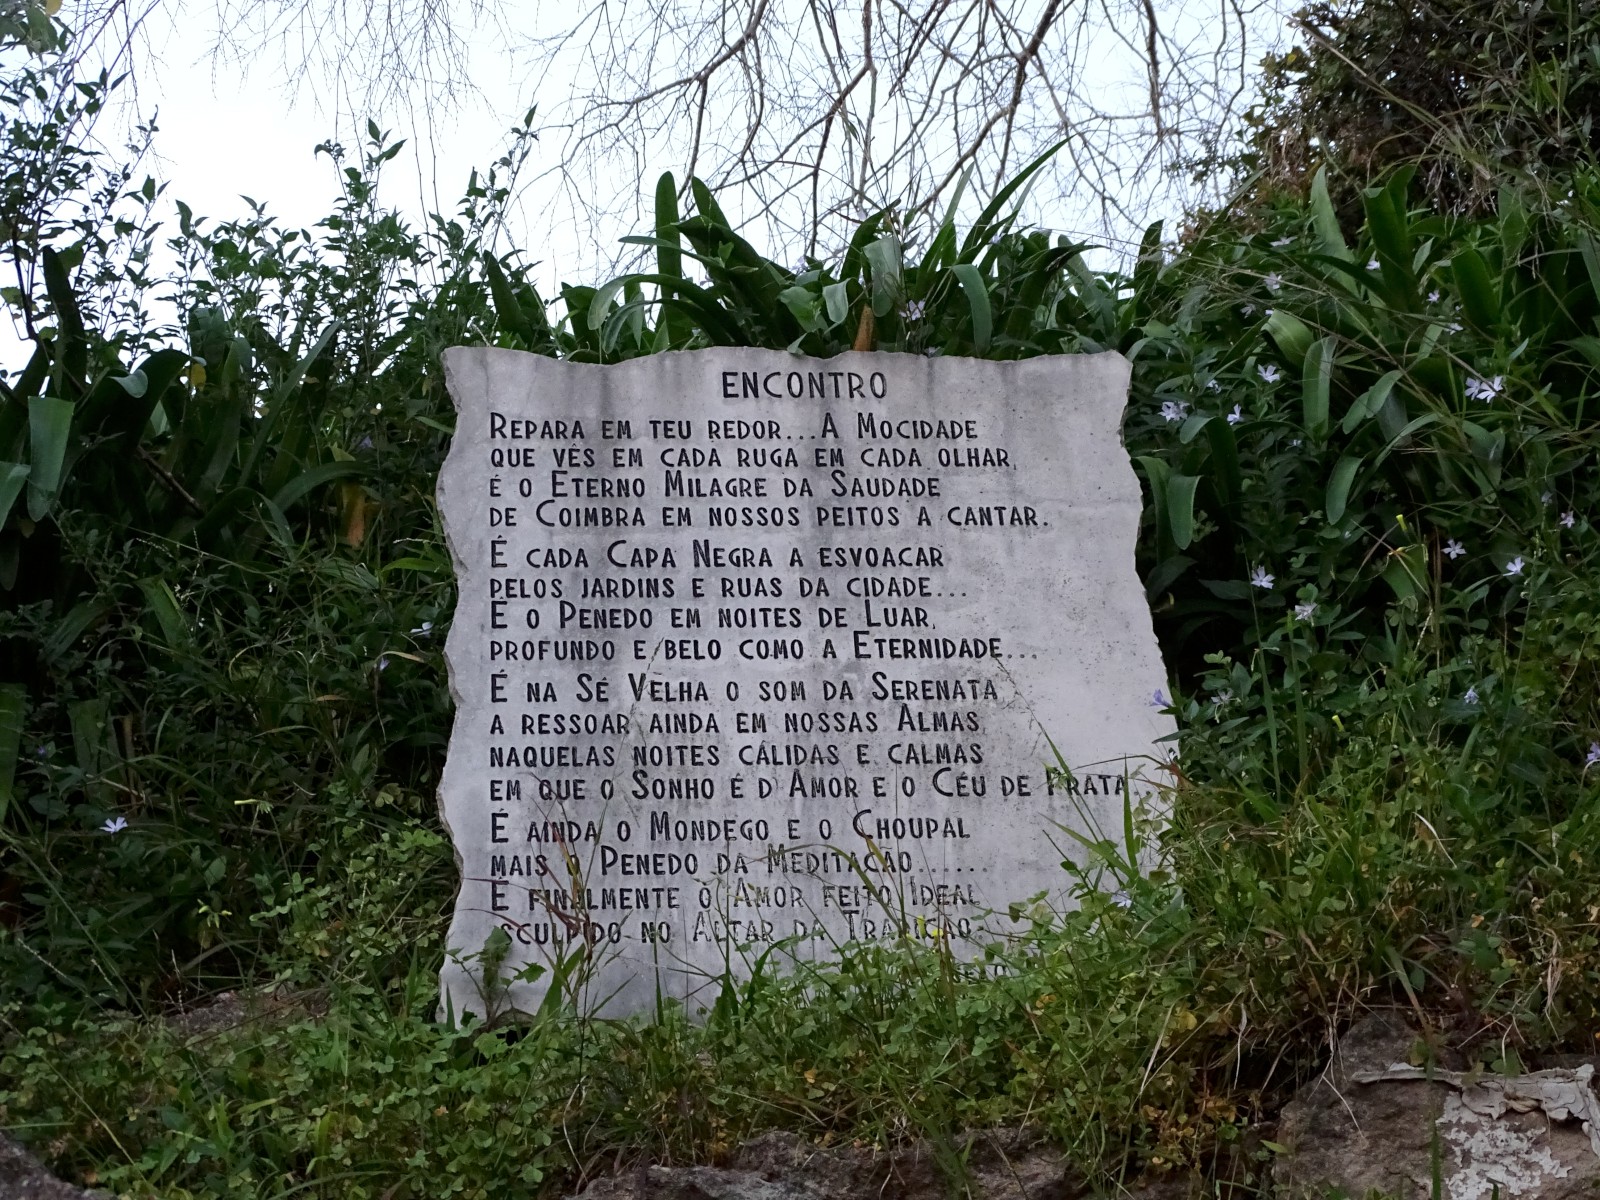 ENCONTRO
REPARA EM TEU REDOR...A MOCIDADE
QUE VÊS EM CADA RUGA EM CADA OLHAR,
É O ETERNO MILAGRE DA SAUDADE
DE COIMBRA EM NOSSOS PEITOS A CANTAR.
É CADA CAPA NEGRA A ESVOACAR
PELOS JARDINS E RUAS DA CIDADE...
É O PENEDO EM NOITES DE LUAR,
PROFUNDO E BELO COMO A ETERNIDADE...
É NA SÉ VELHA O SOM DA SERENATA
A RESSOAR AINDA EM NOSSAS ALMAS,
NAQUELAS NOITES CÁLIDAS E CALMAS
EM QUE O SONHO É D'AMOR E O CÉU DE PRATA...
É AINDA O MONDEGO E O CHOUPAL
MAIS O PENEDO DA MEDITAÇÃO......
É FINALMENTE O AMOR FEITO IDEAL
ESCULPIDO NO ALTAR DA TRADIÇÃO.